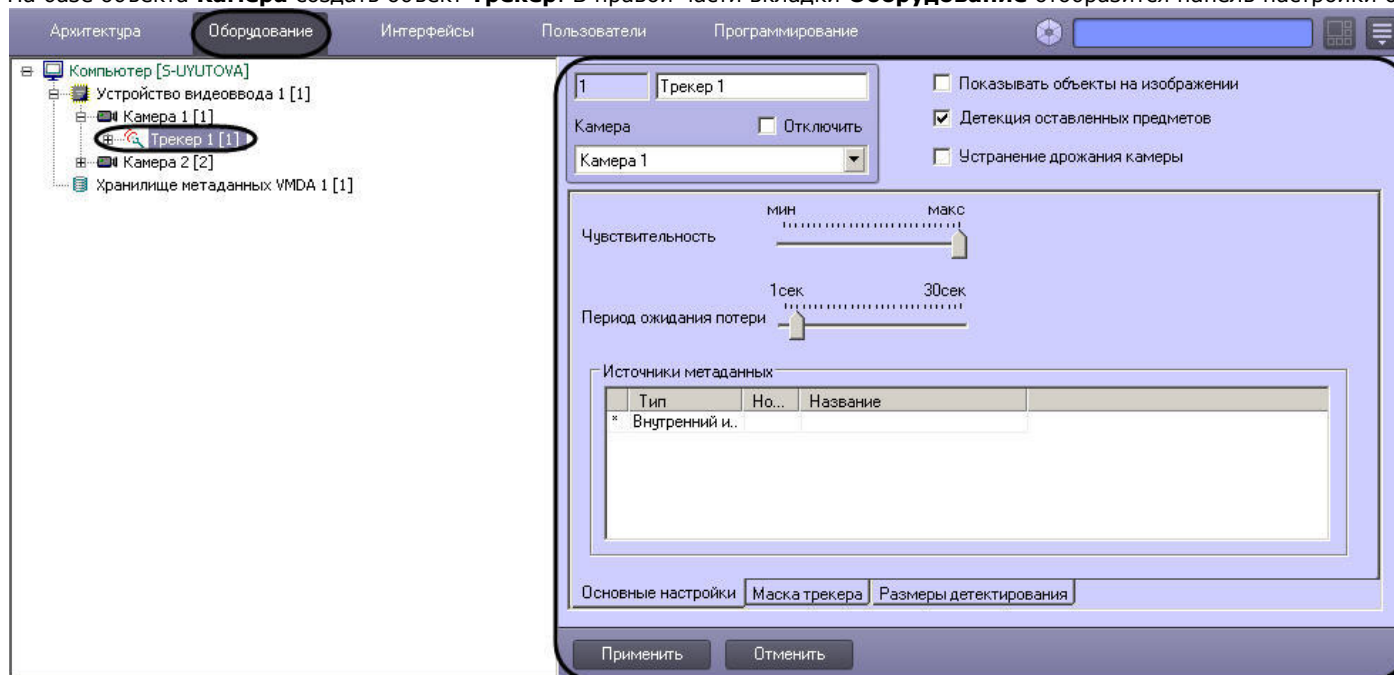 На базе объекта Камера создать объект Трекер. В правой части вкладки Оборудование отобразится панель настройки
Архитектура Оборудование Интерфейсы Пользователи Программирование
Компьютер [S-UYUTOVA]
Устройство видеоввода 1 [1]
Камера 1 [1]
Трекер 1 [1]
Камера 2 [2]
Хранилище метаданных VMDA 1 [1]
1 Трекер 1
Камера Отключить
Камера 1
Показывать объекты на изображении
Детекция оставленных предметов
Устранение дрожания камеры
мин макс
Чувствительность
1сек 30сек
Период ожидания потери
Источники метаданных
Тип Но... Название
* Внутренний и..
Основные настройки Маска трекера Размеры детектирования
Применить Отменить